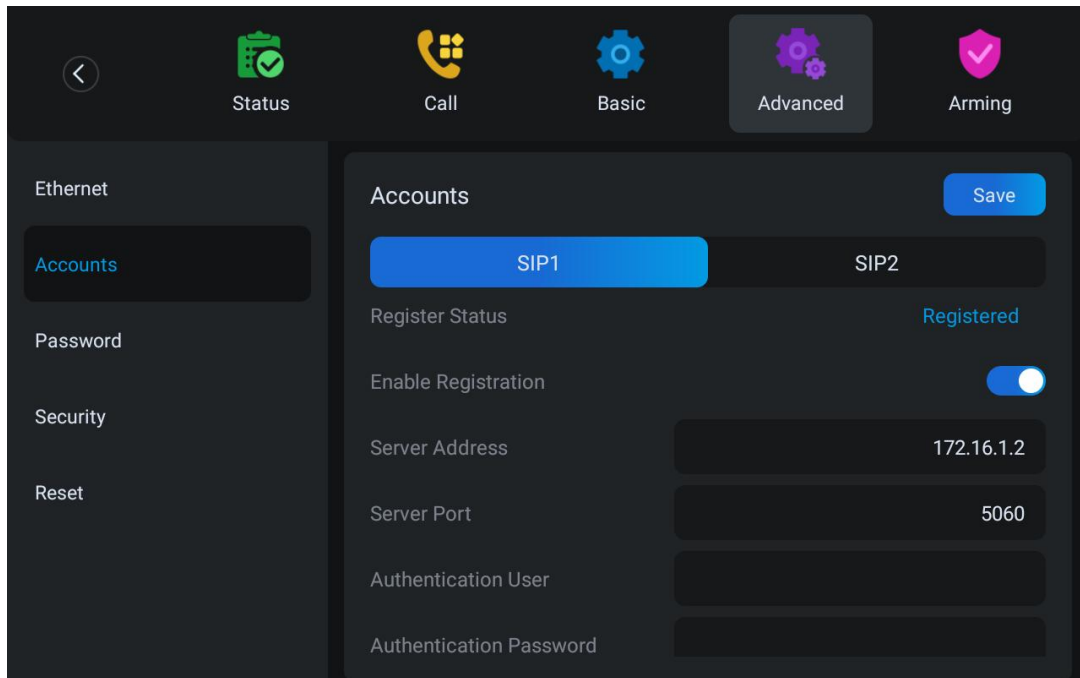 Status
Call
Basic
Advanced
Arming
Ethernet
Accounts
Password
Security
Reset
Accounts
Save
SIP1
SIP2
Register Status
Registered
Enable Registration
Server Address
172.16.1.2
Server Port
5060
Authentication User
Authentication Password